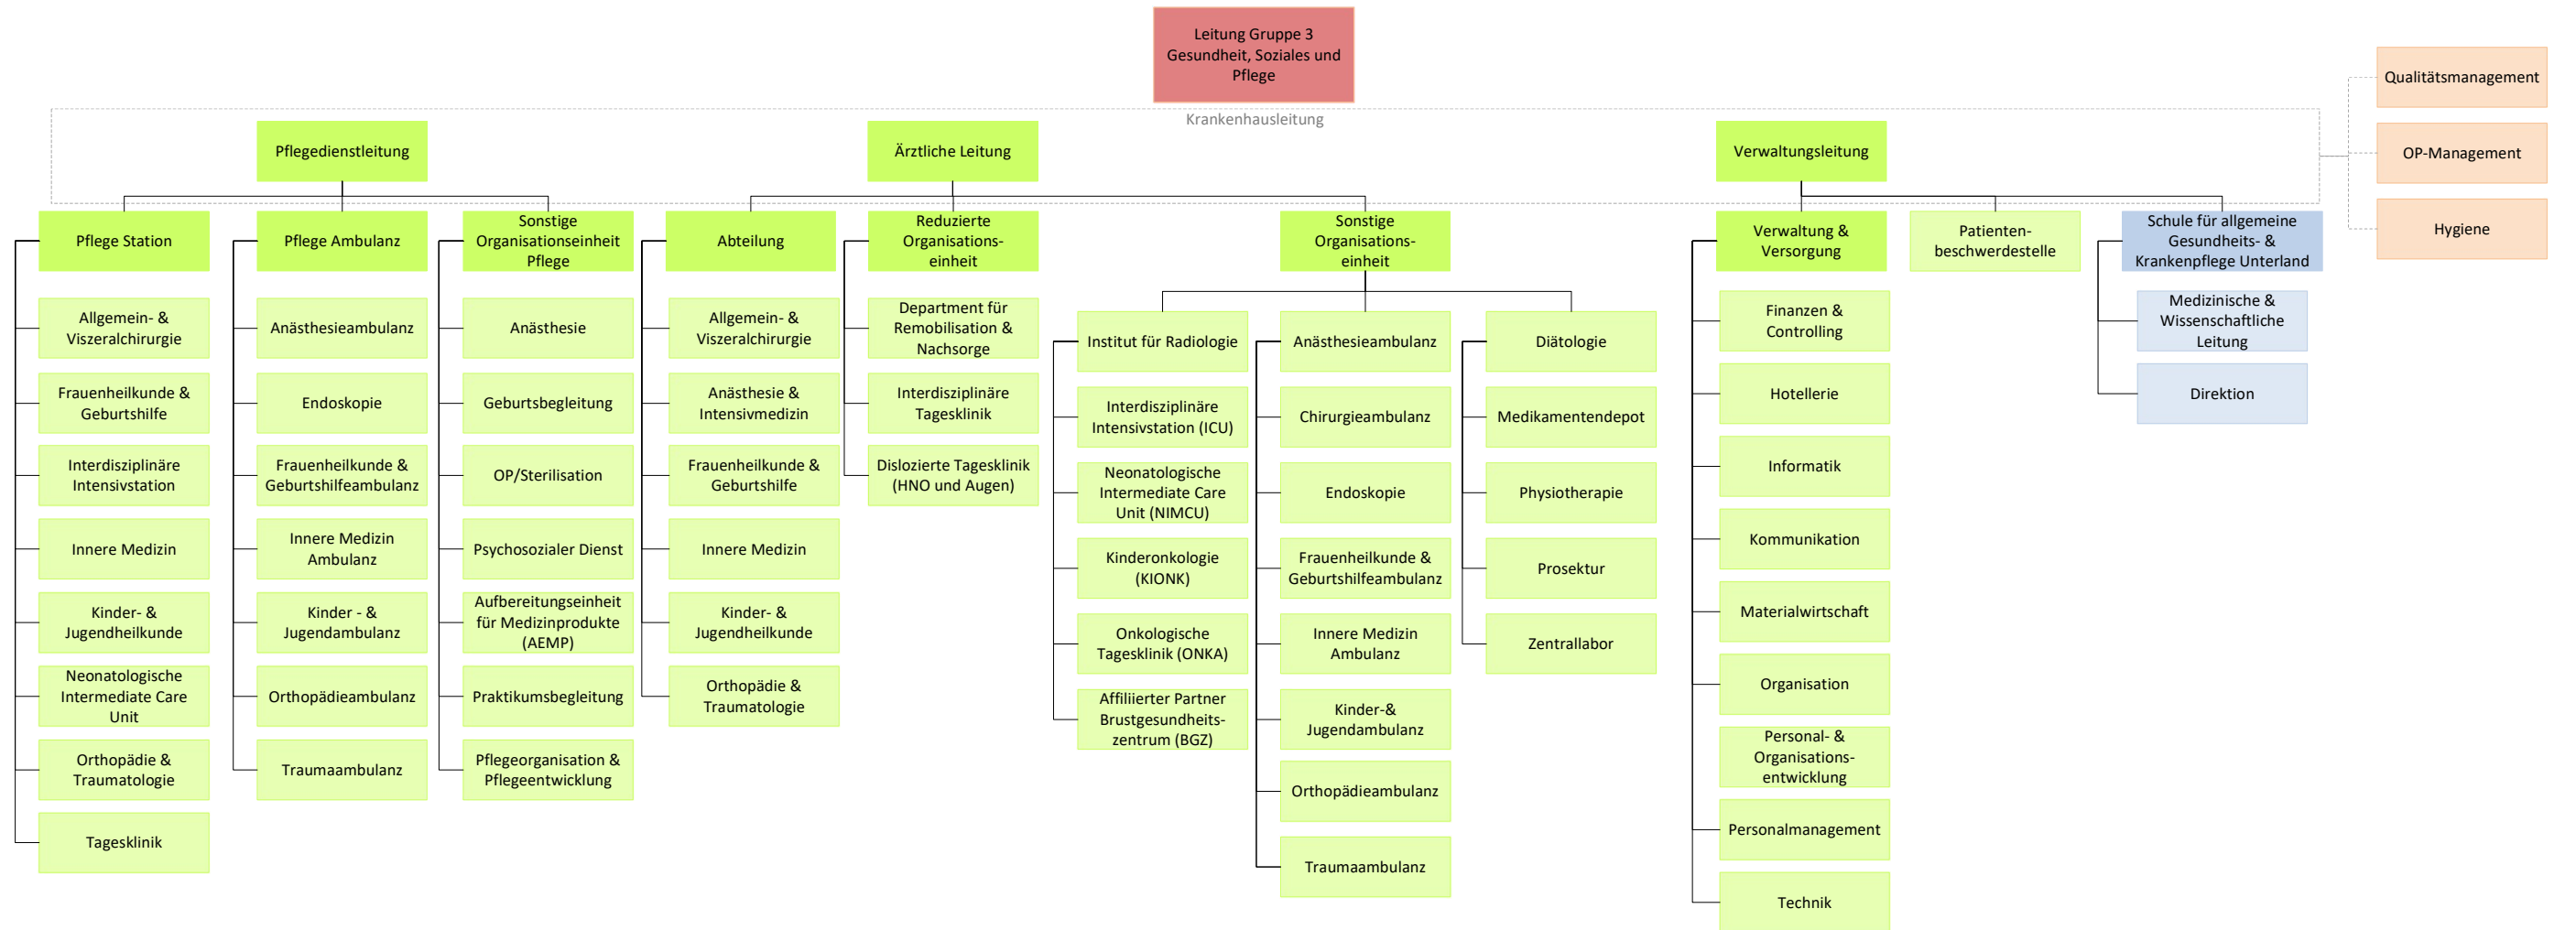 Leitung Gruppe 3
Gesundheit, Soziales und
Pflege
Krankenhausleitung
Qualitätsmanagement
OP-Management
Hygiene
Pflegedienstleitung
Ärztliche Leitung
Verwaltungsleitung
Pflege Station
Allgemein- &
Viszeralchirurgie
Frauenheilkunde &
Geburtshilfe
Interdisziplinäre
Intensivstation
Innere Medizin
Kinder- &
Jugendheilkunde
Neonatologische
Intermediate Care
Unit
Orthopädie &
Traumatologie
Tagesklinik
Pflege Ambulanz
Anästhesieambulanz
Endoskopie
Frauenheilkunde &
Geburtshilfeambulanz
Innere Medizin
Ambulanz
Kinder - &
Jugendambulanz
Orthopädieambulanz
Traumaambulanz
Sonstige
Organisationseinheit
Pflege
Anästhesie
Geburtsbegleitung
OP/Sterilisation
Psychosozialer Dienst
Aufbereitungseinheit
für Medizinprodukte
(AEMP)
Praktikumsbegleitung
Pflegeorganisation &
Pflegeentwicklung
Abteilung
Allgemein- &
Viszeralchirurgie
Anästhesie &
Intensivmedizin
Frauenheilkunde &
Geburtshilfe
Innere Medizin
Kinder- &
Jugendheilkunde
Orthopädie &
Traumatologie
Reduzierte
Organisations-
einheit
Department für
Remobilisation &
Nachsorge
Interdisziplinäre
Tagesklinik
Dislozierte Tagesklinik
(HNO und Augen)
Sonstige
Organisations-
einheit
Institut für Radiologie
Interdisziplinäre
Intensivstation (ICU)
Neonatologische
Intermediate Care
Unit (NIMCU)
Kinderonkologie
(KIONK)
Onkologische
Tagesklinik (ONKA)
Affiliierter Partner
Brustgesundheits-
zentrum (BGZ)
Anästhesieambulanz
Chirurgieambulanz
Endoskopie
Frauenheilkunde &
Geburtshilfeambulanz
Innere Medizin
Ambulanz
Kinder-&
Jugendambulanz
Orthopädieambulanz
Traumaambulanz
Diätologie
Medikamentendepot
Physiotherapie
Prosektur
Zentrallabor
Verwaltung &
Versorgung
Finanzen &
Controlling
Hotellerie
Informatik
Kommunikation
Materialwirtschaft
Organisation
Personal- &
Organisations-
entwicklung
Personalmanagement
Technik
Patienten-
beschwerdestelle
Schule für allgemeine
Gesundheits- &
Krankenpflege Unterland
Medizinische &
Wissenschaftliche
Leitung
Direktion